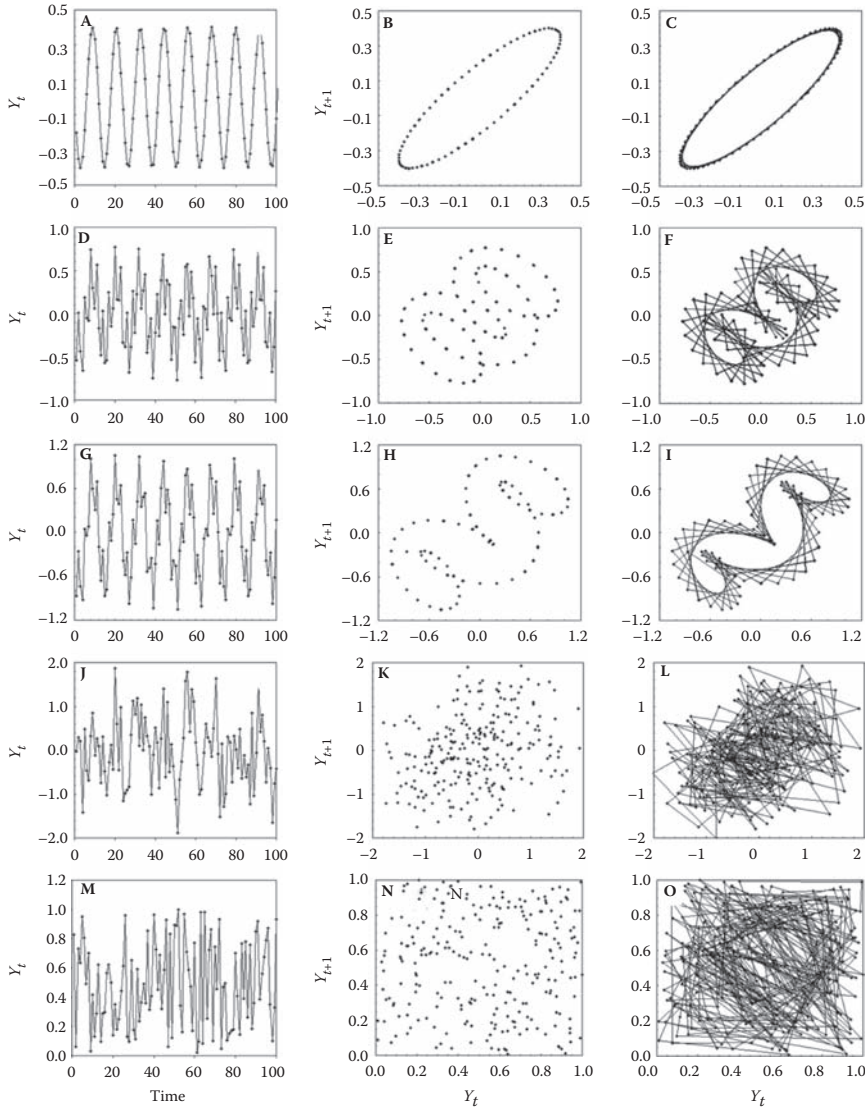 A
B
C
0.5
0.3
0.1
−0.1
−0.3
0.5
Y_t
0 20 40 60 80 100
0.5
0.3
0.1
−0.1
−0.3
0.5
Y_{t+1}
−0.5 −0.3 −0.1 0.1 0.3 0.5
0.5
0.3
0.1
−0.1
−0.3
0.5
−0.5 −0.3 −0.1 0.1 0.3 0.5
D
E
F
1.0
0.5
0.0
−0.5
−1.0
Y_t
0 20 40 60 80 100
1.0
0.5
0.0
−0.5
−1.0
Y_{t+1}
−1.0 −0.5 0.0 0.5 1.0
1.0
0.5
0.0
−0.5
−1.0
−1.0 −0.5 0.0 0.5 1.0
G
H
I
1.2
0.6
0.0
−0.6
−1.2
Y_t
0 20 40 60 80 100
1.2
0.6
0.0
−0.6
−1.2
Y_{t+1}
−1.2 −0.6 0.0 0.6 1.2
1.2
0.6
0.0
−0.6
−1.2
−1.2 −0.6 0.0 0.6 1.2
J
K
L
2.0
1.0
0.0
−1.0
−2.0
Y_t
0 20 40 60 80 100
2
1
0
−1
−2
Y_{t+1}
−2 −1 0 1 2
2
1
0
−1
−2
−2 −1 0 1 2
M
N
N
O
1.2
1.0
0.8
0.6
0.4
0.2
0.0
Y_t
0 20 40 60 80 100
Time
1.0
0.8
0.6
0.4
0.2
0.0
Y_{t+1}
0.0 0.2 0.4 0.6 0.8 1.0
Y_t
1.0
0.8
0.6
0.4
0.2
0.0
0.0 0.2 0.4 0.6 0.8 1.0
Y_t